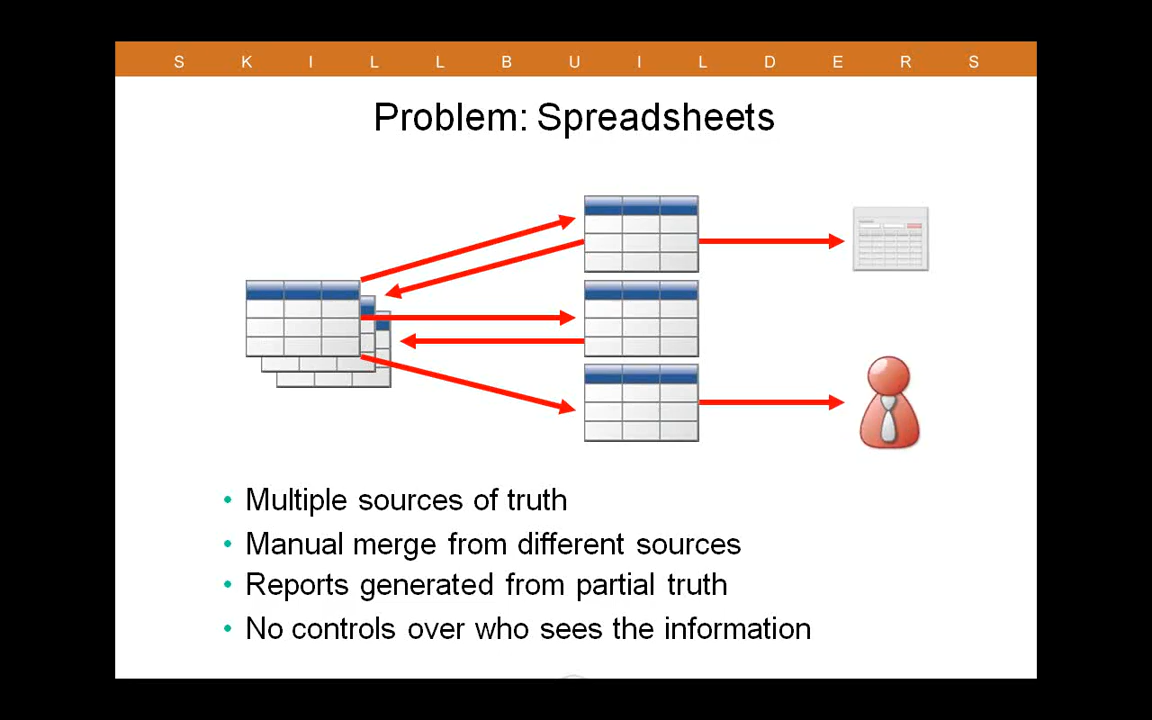 S K I L L B U I L D E R S
Problem: Spreadsheets
• Multiple sources of truth
• Manual merge from different sources
• Reports generated from partial truth
• No controls over who sees the information